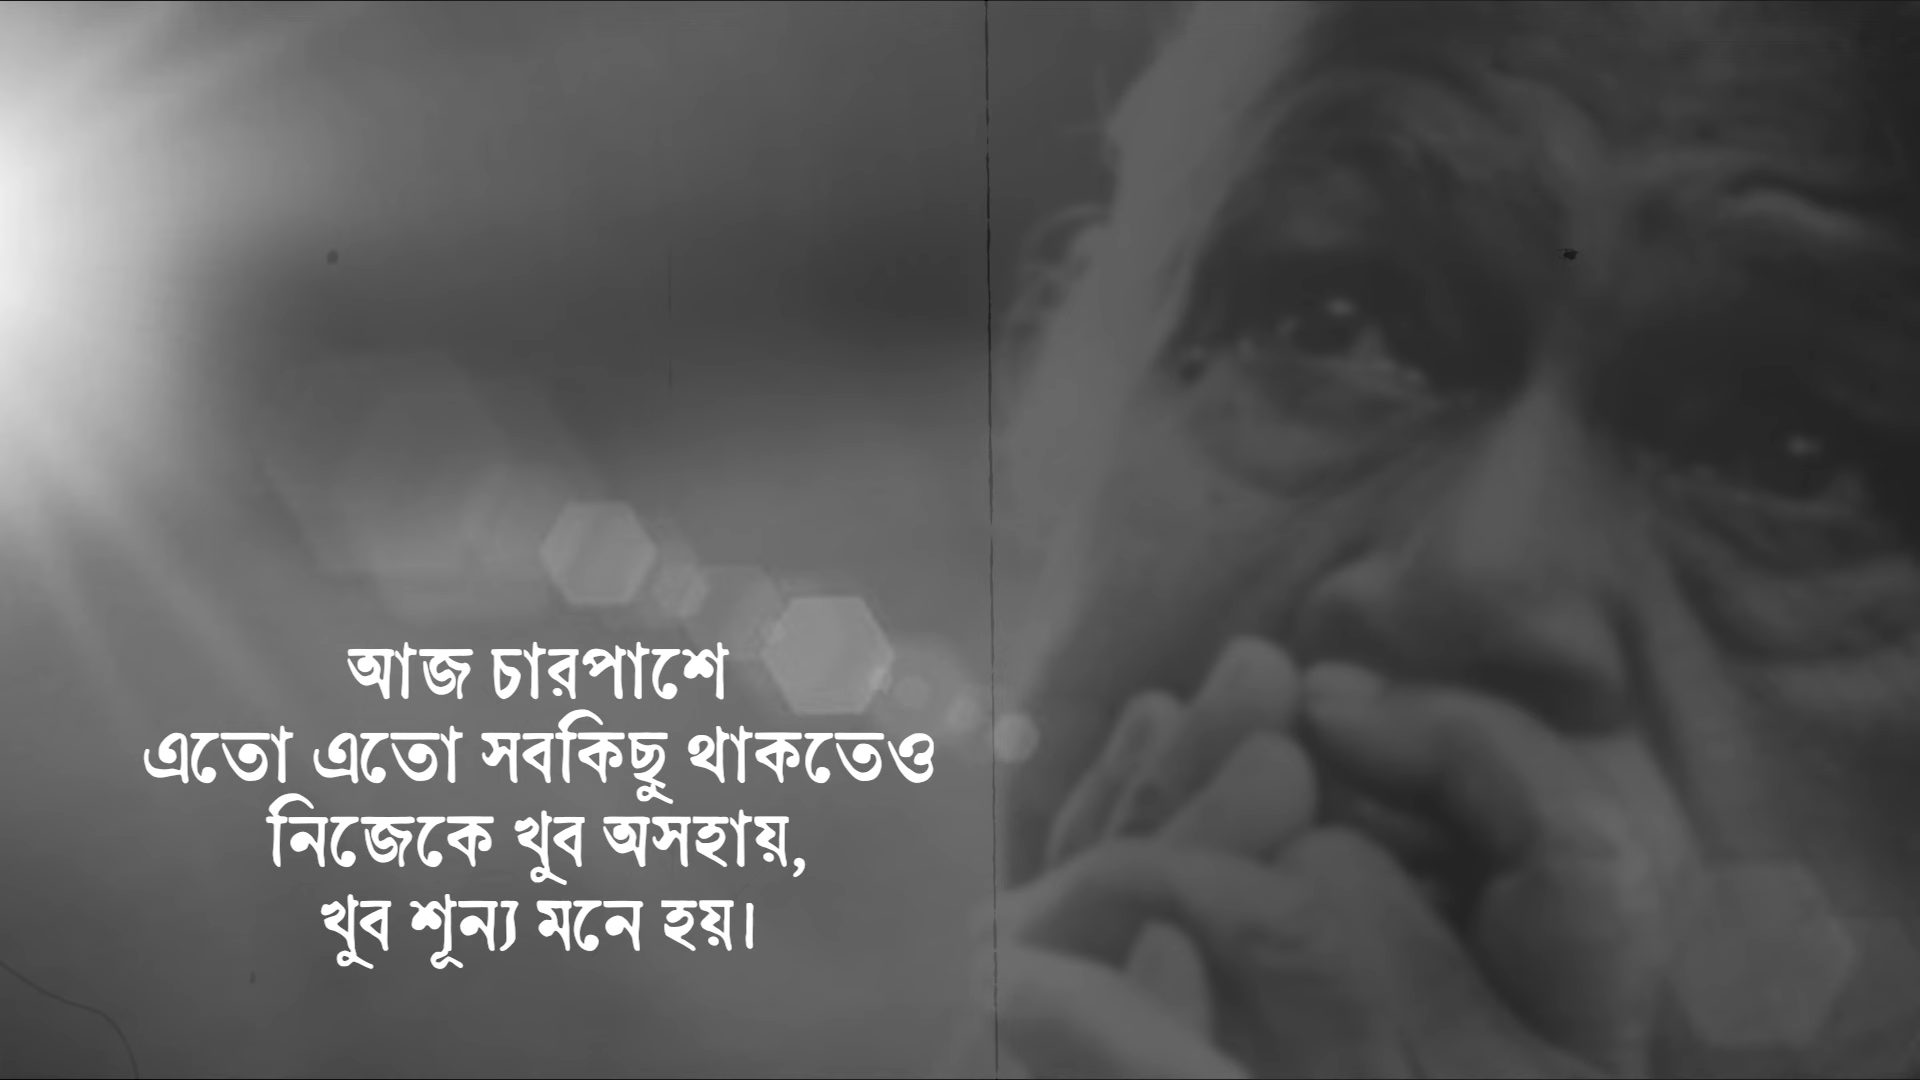 আজ চারপাশে
এতো এতো সবকিছু থাকতেও
নিজেকে খুব অসহায়,
খুব শূন্য মনে হয়।